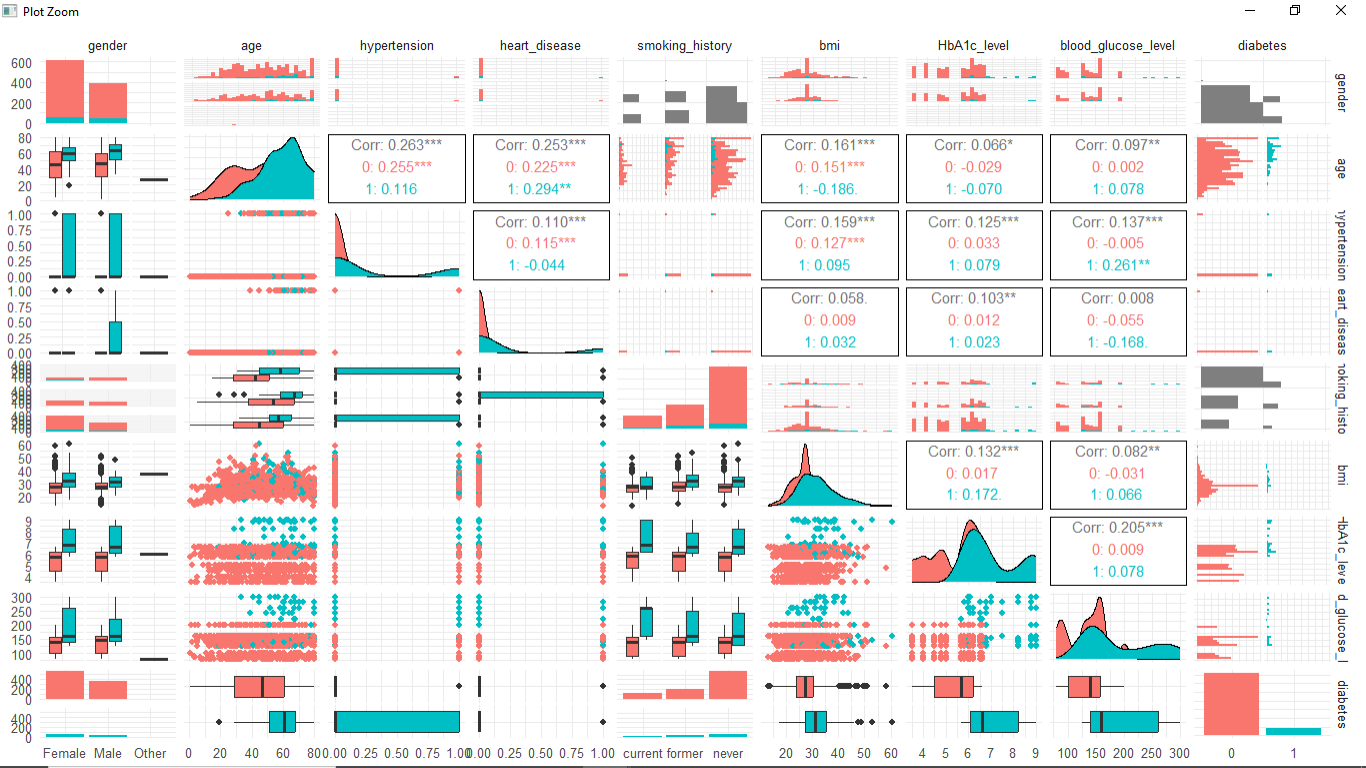 Plot Zoom
gender age hypertension heart_disease smoking_history bmi HbA1c_level blood_glucose_level diabetes
600
400
200
0
gender
80
60
40
20
0
Corr: 0.263*** Corr: 0.253*** Corr: 0.161*** Corr: 0.066* Corr: 0.097**
0: 0.255*** 0: 0.225*** 0: 0.151*** 0: -0.029 0: 0.002
1: 0.116 1: 0.294** 1: -0.186. 1: -0.070 1: 0.078
age
1.00
0.75
0.50
0.25
0.00
Corr: 0.110*** Corr: 0.159*** Corr: 0.125*** Corr: 0.137***
0: 0.115*** 0: 0.127*** 0: 0.033 0: -0.005
1: -0.044 1: 0.095 1: 0.079 1: 0.261**
hypertension
1.00
0.75
0.50
0.25
0.00
Corr: 0.058. Corr: 0.103** Corr: 0.008
0: 0.009 0: 0.012 0: -0.055
1: 0.032 1: 0.023 1: -0.168.
eart_diseas
oking_histo
60
50
40
30
20
Corr: 0.132*** Corr: 0.082**
0: 0.017 0: -0.031
1: 0.172. 1: 0.066
bmi
9
8
7
6
5
4
Corr: 0.205***
0: 0.009
1: 0.078
HbA1c_leve
300
250
200
150
100
d_glucose_l
400
200
0
400
200
0
diabetes
Female Male Other 0 20 40 60 80 0.00 0.25 0.50 0.75 1.00 0.00 0.25 0.50 0.75 1.00 current former never 20 30 40 50 60 4 5 6 7 8 9 100 150 200 250 300 0 1